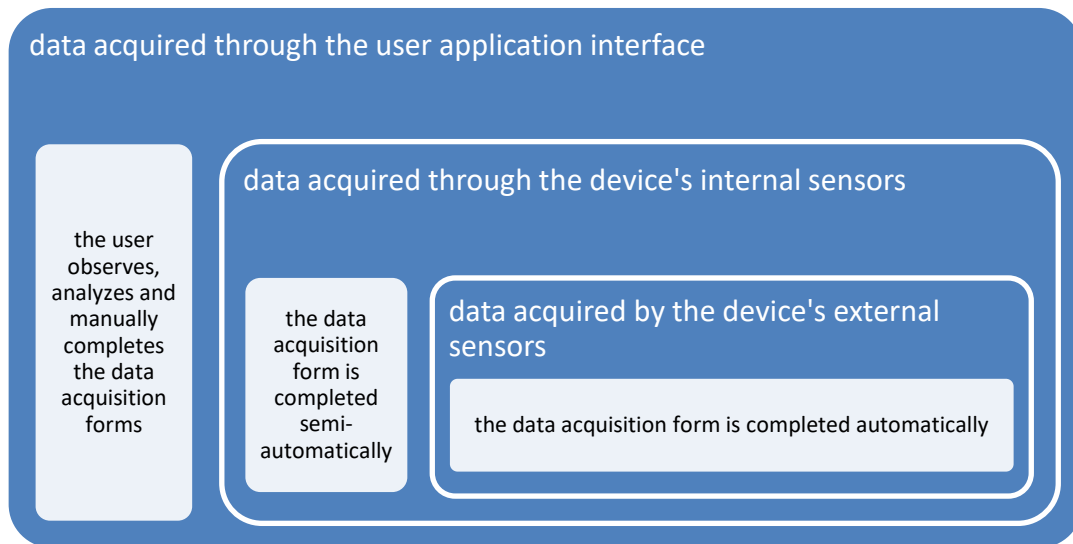 data acquired through the user application interface
the user
observes,
analyzes and
manually
completes
the data
acquisition
forms
data acquired through the device's internal sensors
the data
acquisition
form is
completed
semi-
automatically
data acquired by the device's external
sensors
the data acquisition form is completed automatically